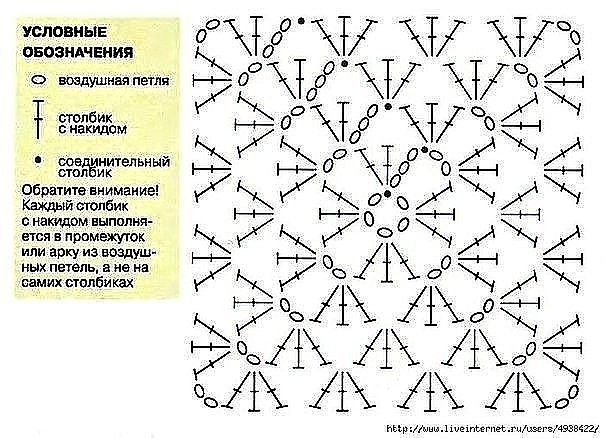 УСЛОВНЫЕ
ОБОЗНАЧЕНИЯ
воздушная петля
столбик
с накидом
соединительный
столбик
Обратите внимание!
Каждый столбик
с накидом выполня-
ется в промежуток
или арку из воздуш-
ных петель, а не на
самих столбиках
http://www.liveinternet.ru/users/4938422/